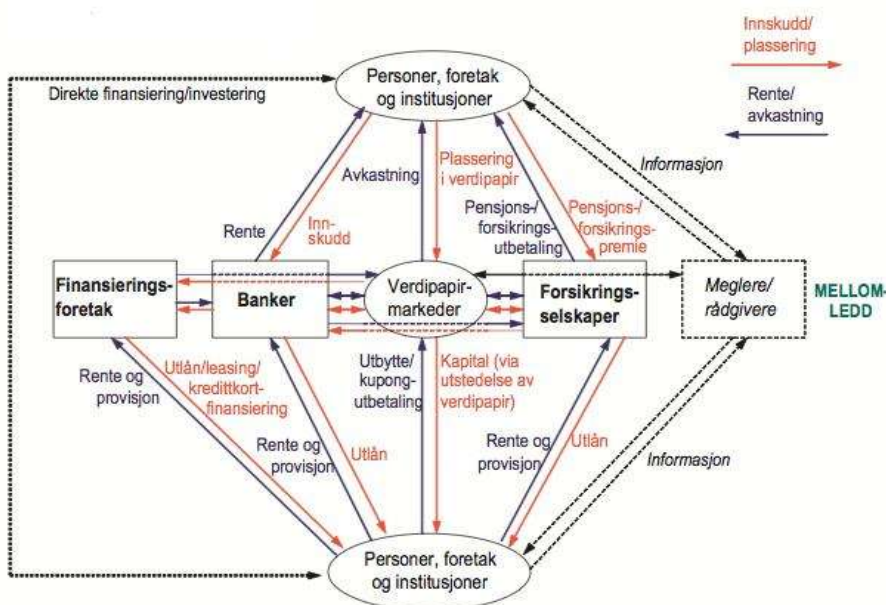 Innskudd/
plassering
Rente/
avkastning
Personer, foretak
og institusjoner
Direkte finansiering/investering
Informasjon
Avkastning
Plassering
i verdipapir
Rente
Inn-
skudd
Pensjons-/
forsikrings-
utbetaling
Pensjons-/
forsikrings-
premie
Finansierings-
foretak
Banker
Verdipapir-
markeder
Forsikrings-
selskaper
Meglere/
rådgivere
MELLOM-
LEDD
Rente og
provisjon
Utlån/leasing/
kredittkort-
finansiering
Rente og
provisjon
Utlån
Utbytte/
kupong-
utbetaling
Kapital (via
utstedelse av
verdipapir)
Rente og
provisjon
Utlån
Informasjon
Personer, foretak
og institusjoner